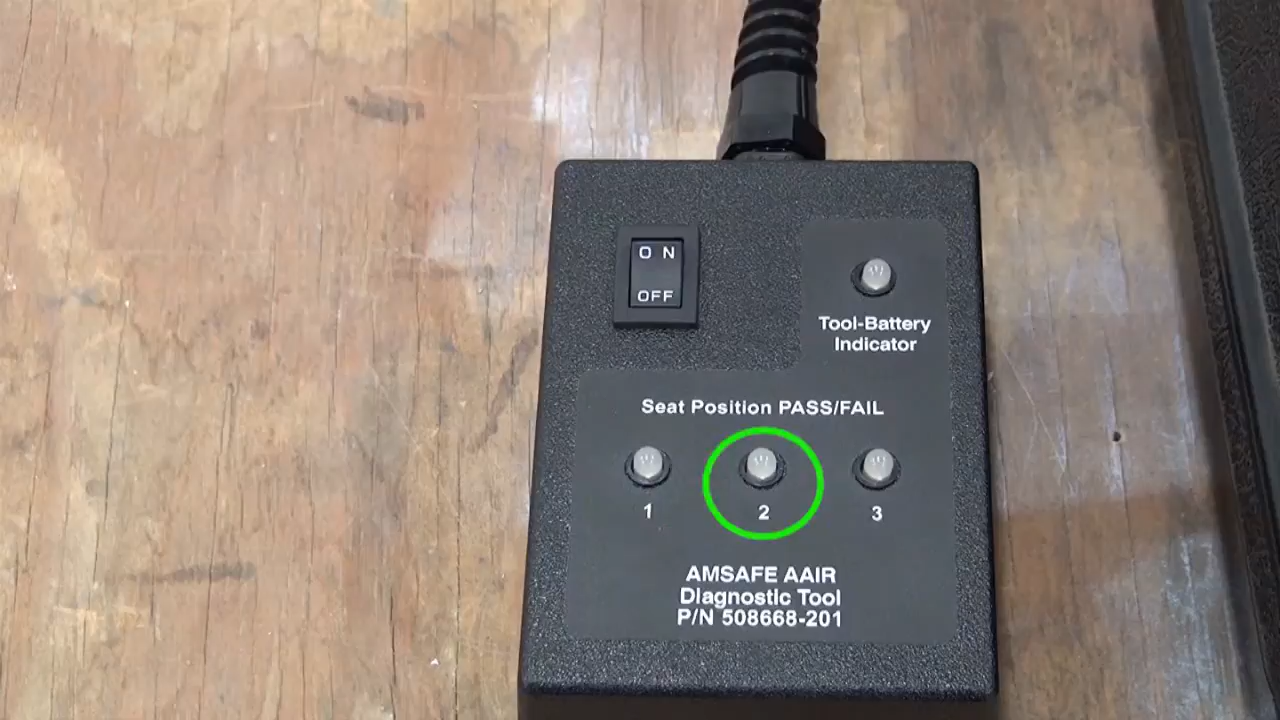 O N
OFF
Tool-Battery
Indicator
Seat Position PASS/FAIL
1 2 3
AMSAFE AAIR
Diagnostic Tool
P/N 508668-201